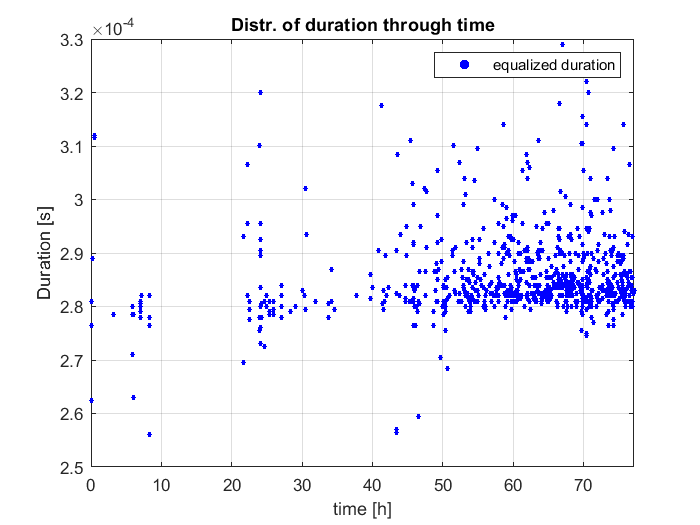 Distr. of duration through time
×10⁻⁴
equalized duration
3.3
3.2
3.1
3
2.9
2.8
2.7
2.6
2.5
Duration [s]
0 10 20 30 40 50 60 70
time [h]